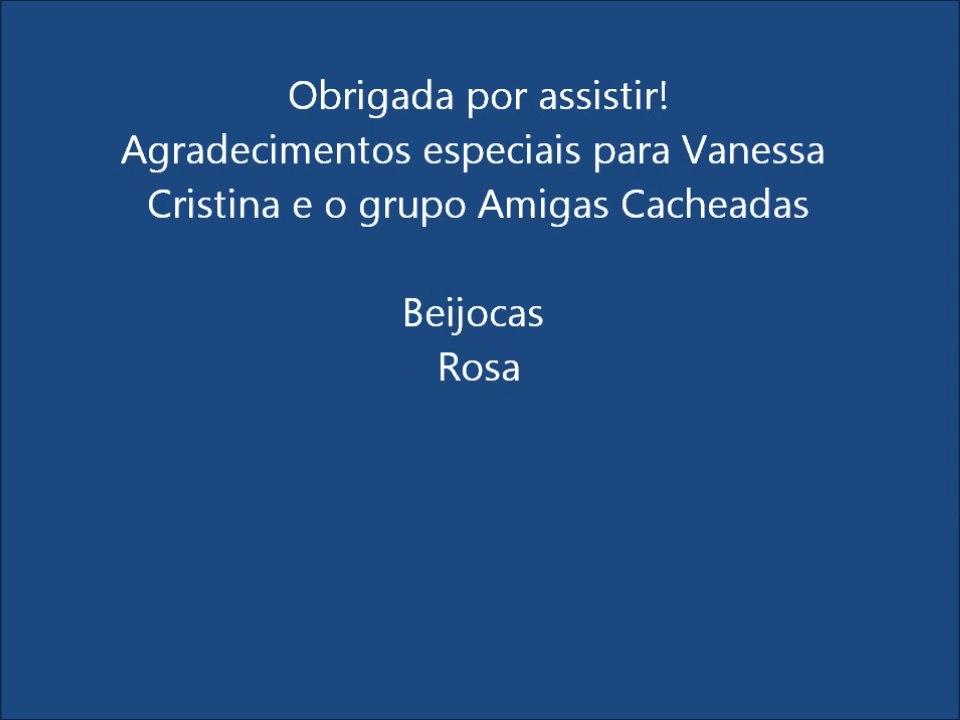 Obrigada por assistir!
Agradecimentos especiais para Vanessa
Cristina e o grupo Amigas Cacheadas
Beijocas
Rosa